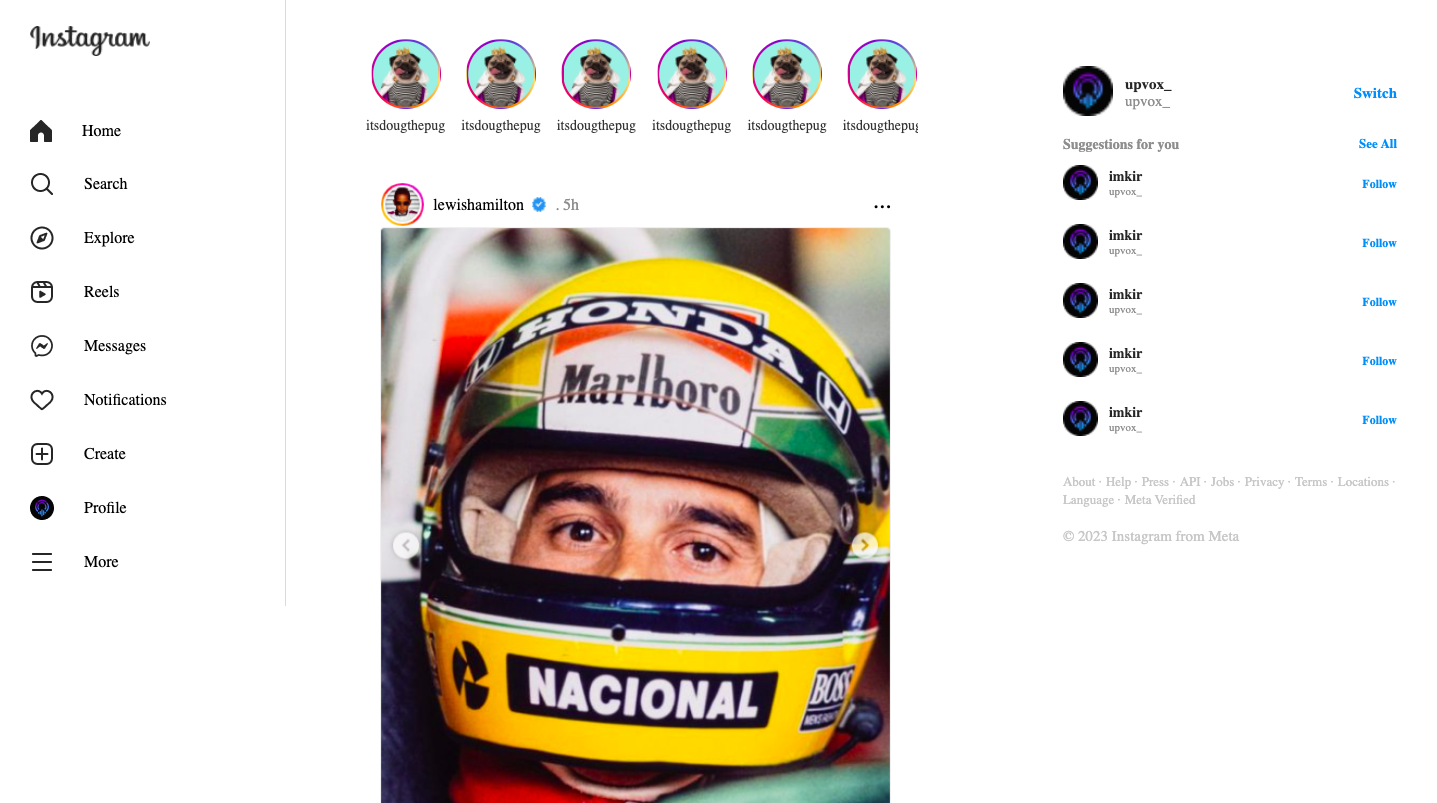 Instagram
Home
Search
Explore
Reels
Messages
Notifications
Create
Profile
More
itsdougthepug itsdougthepug itsdougthepug itsdougthepug itsdougthepug itsdougthepug
lewishamilton . 5h
HONDA
Marlboro
NACIONAL
BOSS
MEN'S FASHION
upvox_
upvox_
Switch
Suggestions for you See All
imkir
upvox_
Follow
imkir
upvox_
Follow
imkir
upvox_
Follow
imkir
upvox_
Follow
imkir
upvox_
Follow
About · Help · Press · API · Jobs · Privacy · Terms · Locations ·
Language · Meta Verified
© 2023 Instagram from Meta